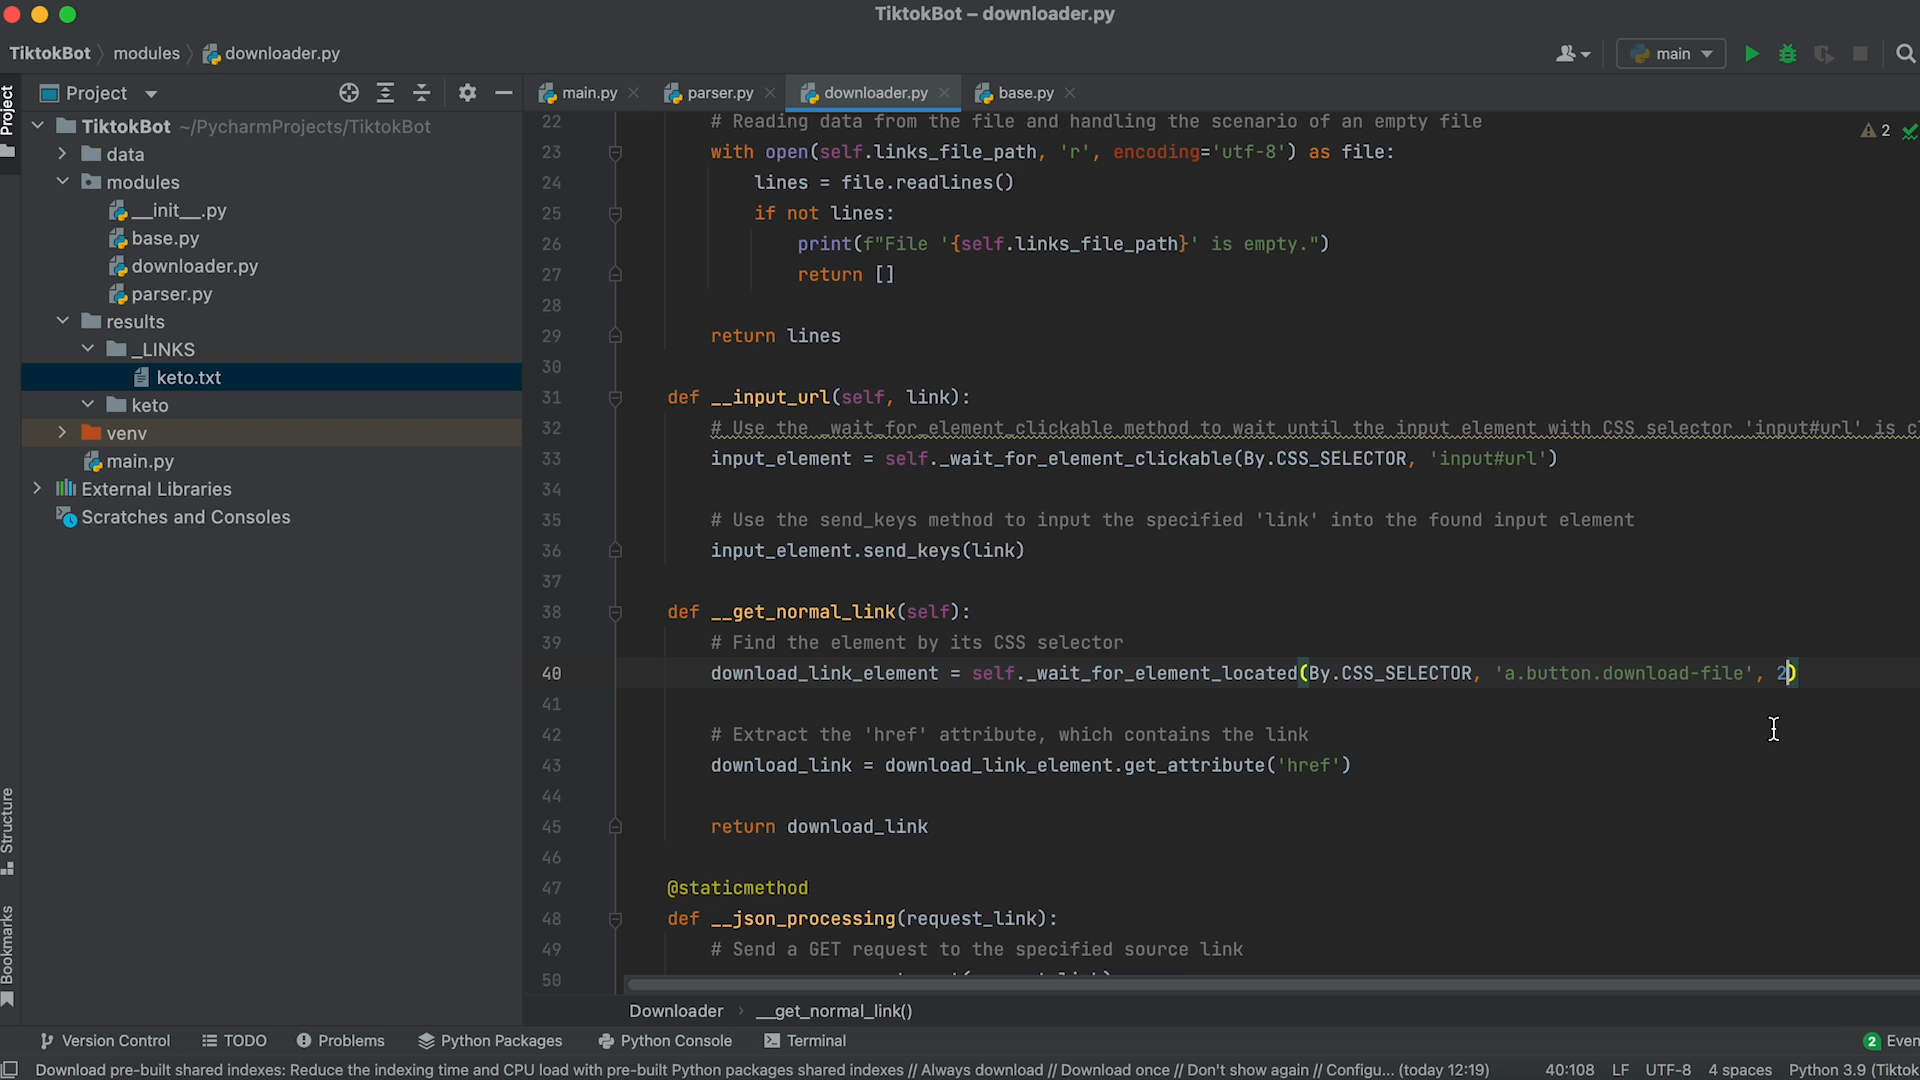 TiktokBot – downloader.py
TiktokBot modules downloader.py
main
Project
Project
main.py
parser.py
downloader.py
base.py
TiktokBot ~/PycharmProjects/TiktokBot
data
modules
__init__.py
base.py
downloader.py
parser.py
results
_LINKS
keto.txt
keto
venv
main.py
External Libraries
Scratches and Consoles
Structure
Bookmarks
2
22 # Reading data from the file and handling the scenario of an empty file
23 with open(self.links_file_path, 'r', encoding='utf-8') as file:
24 lines = file.readlines()
25 if not lines:
26 print(f"File '{self.links_file_path}' is empty.")
27 return []
28
29 return lines
30
31 def __input_url(self, link):
32 # Use the _wait_for_element_clickable method to wait until the input element with CSS selector 'input#url' is
33 input_element = self._wait_for_element_clickable(By.CSS_SELECTOR, 'input#url')
34
35 # Use the send_keys method to input the specified 'link' into the found input element
36 input_element.send_keys(link)
37
38 def __get_normal_link(self):
39 # Find the element by its CSS selector
40 download_link_element = self._wait_for_element_located(By.CSS_SELECTOR, 'a.button.download-file', 2)
41
42 # Extract the 'href' attribute, which contains the link
43 download_link = download_link_element.get_attribute('href')
44
45 return download_link
46
47 @staticmethod
48 def __json_processing(request_link):
49 # Send a GET request to the specified source link
50
Downloader __get_normal_link()
Version Control TODO Problems Python Packages Python Console Terminal 2 Even
Download pre-built shared indexes: Reduce the indexing time and CPU load with pre-built Python packages shared indexes // Always download // Download once // Don't show again // Configu... (today 12:19) 40:108 LF UTF-8 4 spaces Python 3.9 (Tiktok